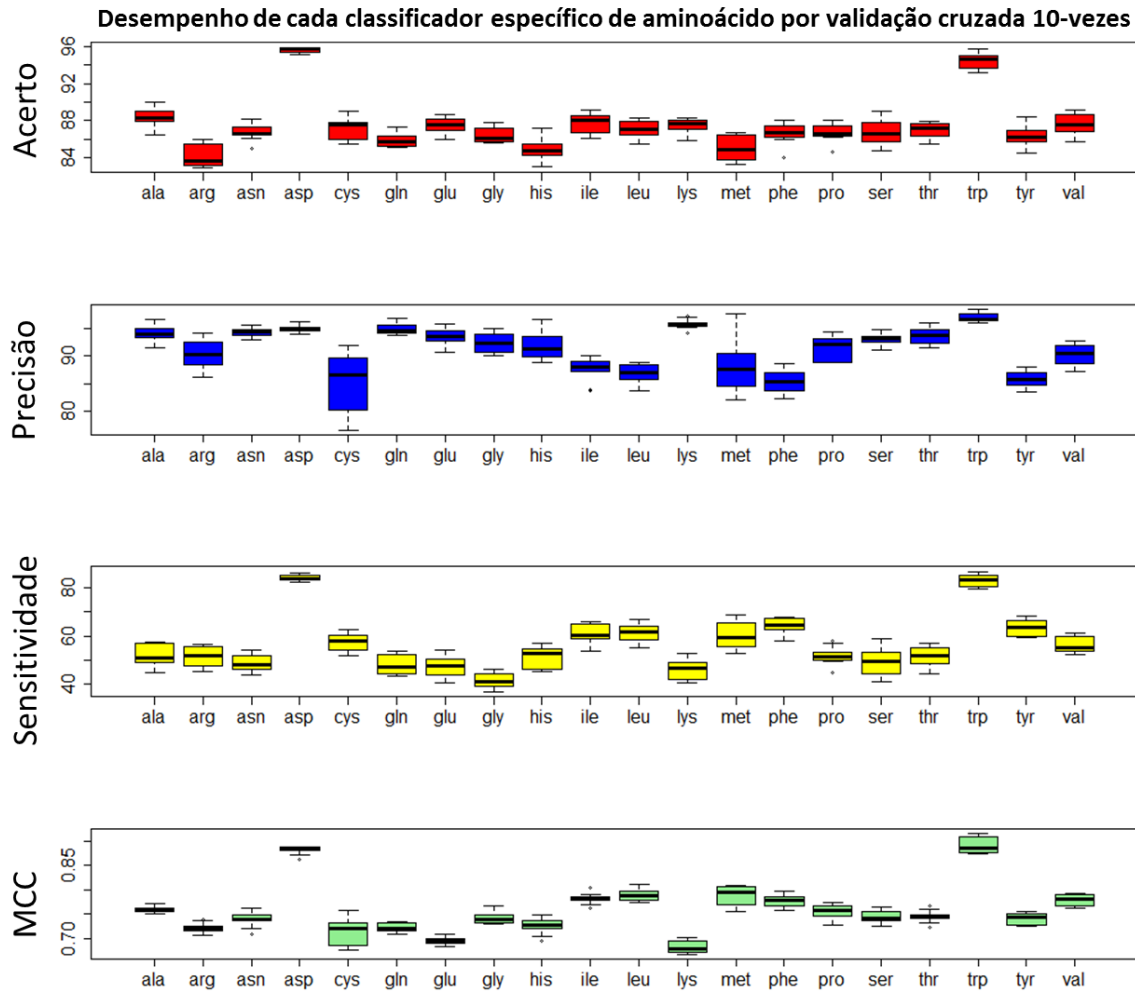 Desempenho de cada classificador específico de aminoácido por validação cruzada 10-vezes
Acerto
96
92
88
84
ala arg asn asp cys gln glu gly his ile leu lys met phe pro ser thr trp tyr val
Precisão
90
80
ala arg asn asp cys gln glu gly his ile leu lys met phe pro ser thr trp tyr val
Sensitividade
80
60
40
ala arg asn asp cys gln glu gly his ile leu lys met phe pro ser thr trp tyr val
MCC
0.85
0.70
ala arg asn asp cys gln glu gly his ile leu lys met phe pro ser thr trp tyr val